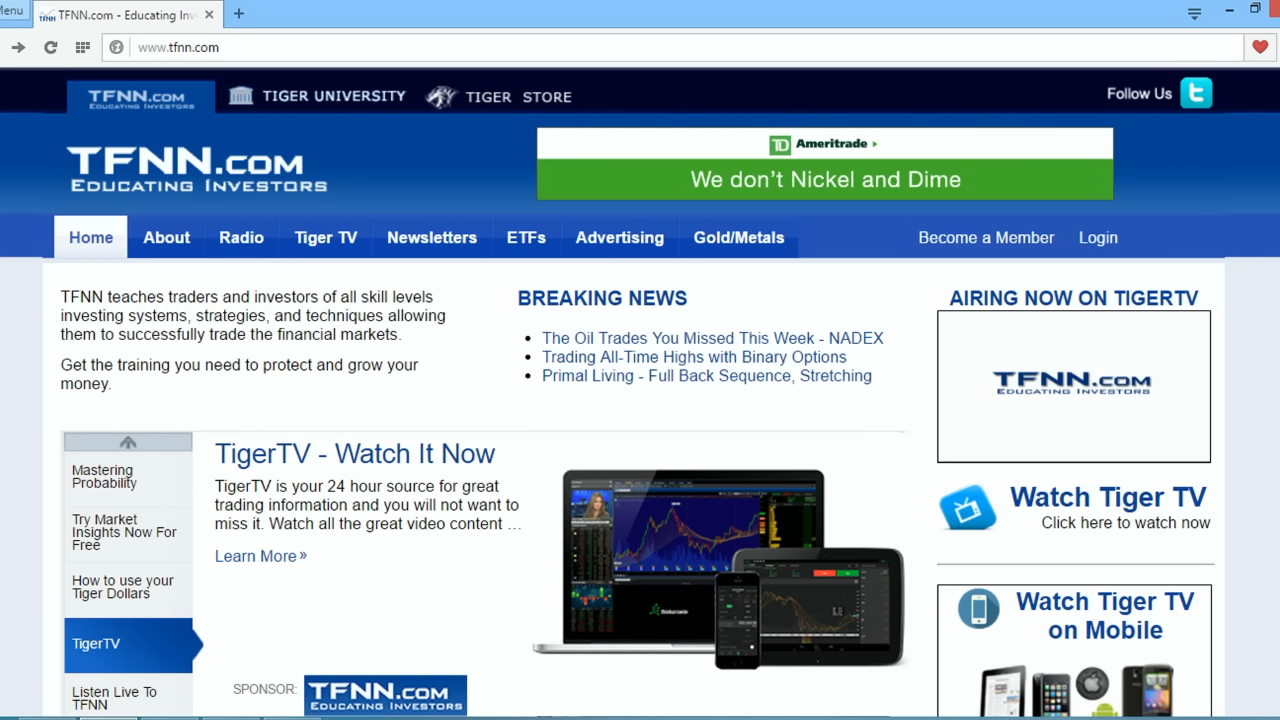 Menu
TFNN.com - Educating Inv
www.tfnn.com
TFNN.COM
EDUCATING INVESTORS
TIGER UNIVERSITY
TIGER STORE
Follow Us
TFNN.COM
EDUCATING INVESTORS
TD Ameritrade
We don't Nickel and Dime
Home
About
Radio
Tiger TV
Newsletters
ETFs
Advertising
Gold/Metals
Become a Member
Login
TFNN teaches traders and investors of all skill levels
investing systems, strategies, and techniques allowing
them to successfully trade the financial markets.
Get the training you need to protect and grow your
money.
BREAKING NEWS
• The Oil Trades You Missed This Week - NADEX
• Trading All-Time Highs with Binary Options
• Primal Living - Full Back Sequence, Stretching
AIRING NOW ON TIGERTV
TFNN.COM
EDUCATING INVESTORS
Watch Tiger TV
Click here to watch now
Watch Tiger TV
on Mobile
Mastering
Probability
Try Market
Insights Now For
Free
How to use your
Tiger Dollars
TigerTV
Listen Live To
TFNN
TigerTV - Watch It Now
TigerTV is your 24 hour source for great
trading information and you will not want to
miss it. Watch all the great video content ...
Learn More »
SPONSOR:
TFNN.COM
EDUCATING INVESTORS